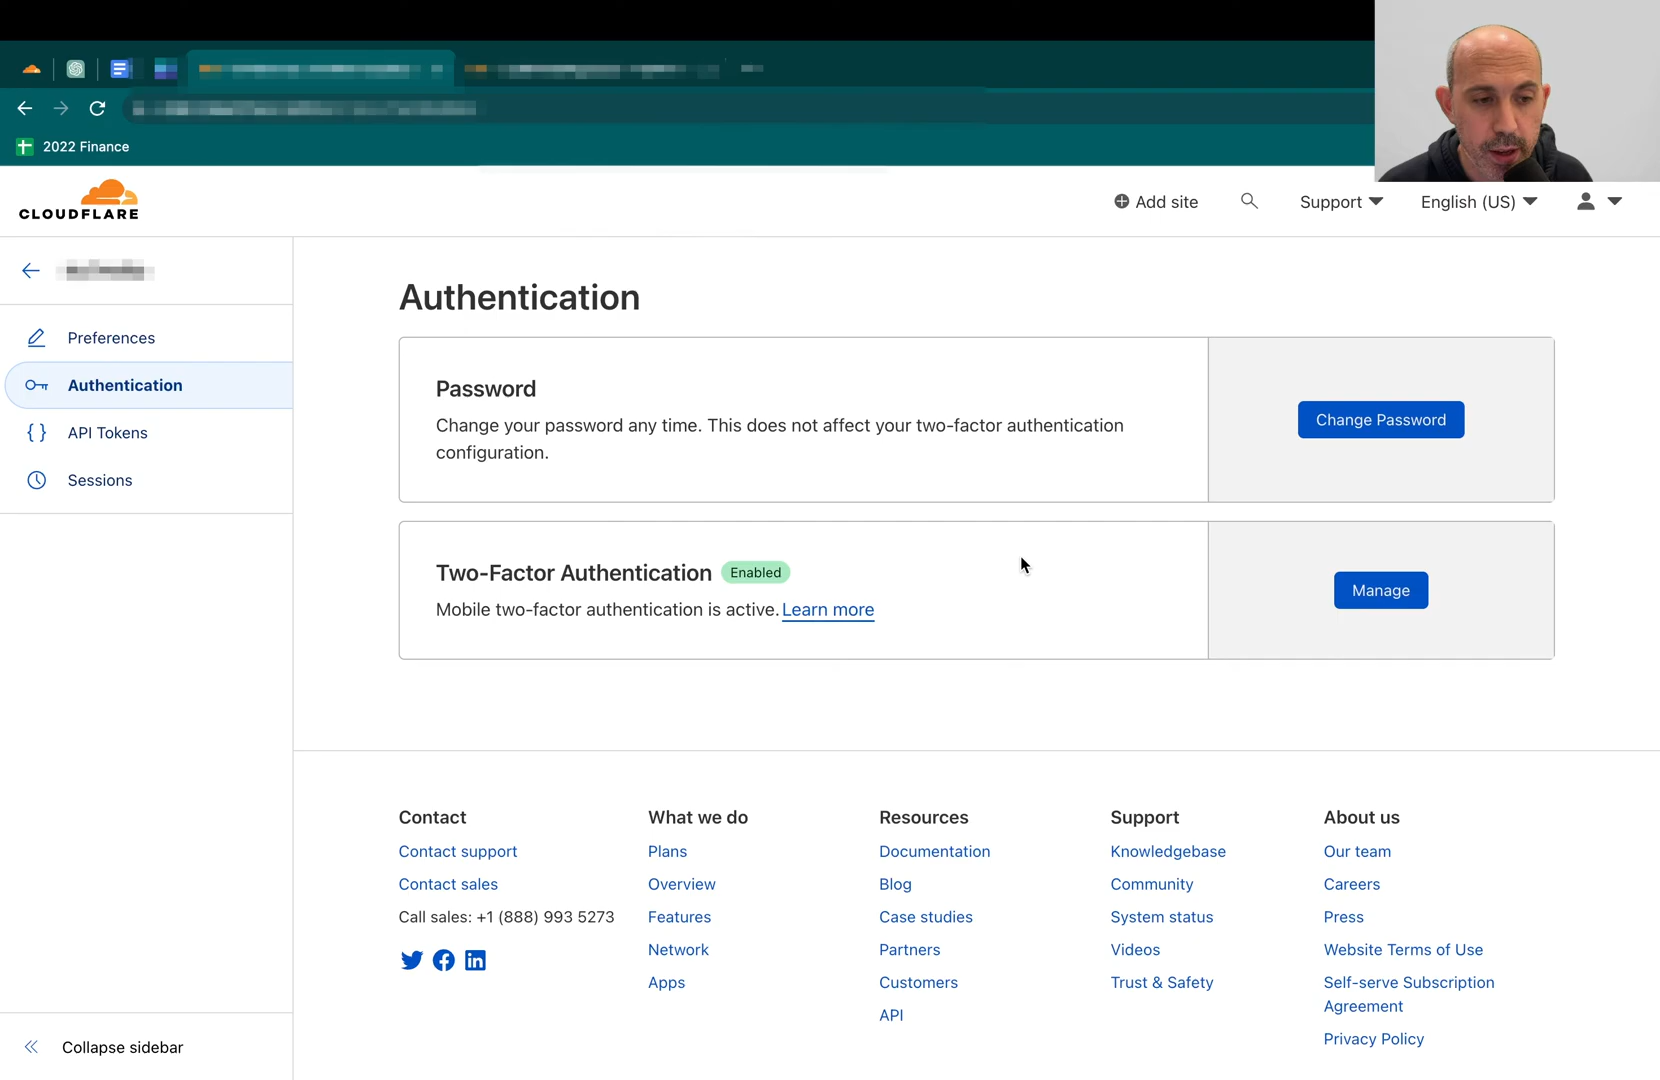 2022 Finance
CLOUDFLARE
Add site
Support
English (US)
Preferences
Authentication
API Tokens
Sessions
Authentication
Password
Change your password any time. This does not affect your two-factor authentication
configuration.
Change Password
Two-Factor Authentication Enabled
Mobile two-factor authentication is active. Learn more
Manage
Contact
Contact support
Contact sales
Call sales: +1 (888) 993 5273
What we do
Plans
Overview
Features
Network
Apps
Resources
Documentation
Blog
Case studies
Partners
Customers
API
Support
Knowledgebase
Community
System status
Videos
Trust & Safety
About us
Our team
Careers
Press
Website Terms of Use
Self-serve Subscription
Agreement
Privacy Policy
Collapse sidebar